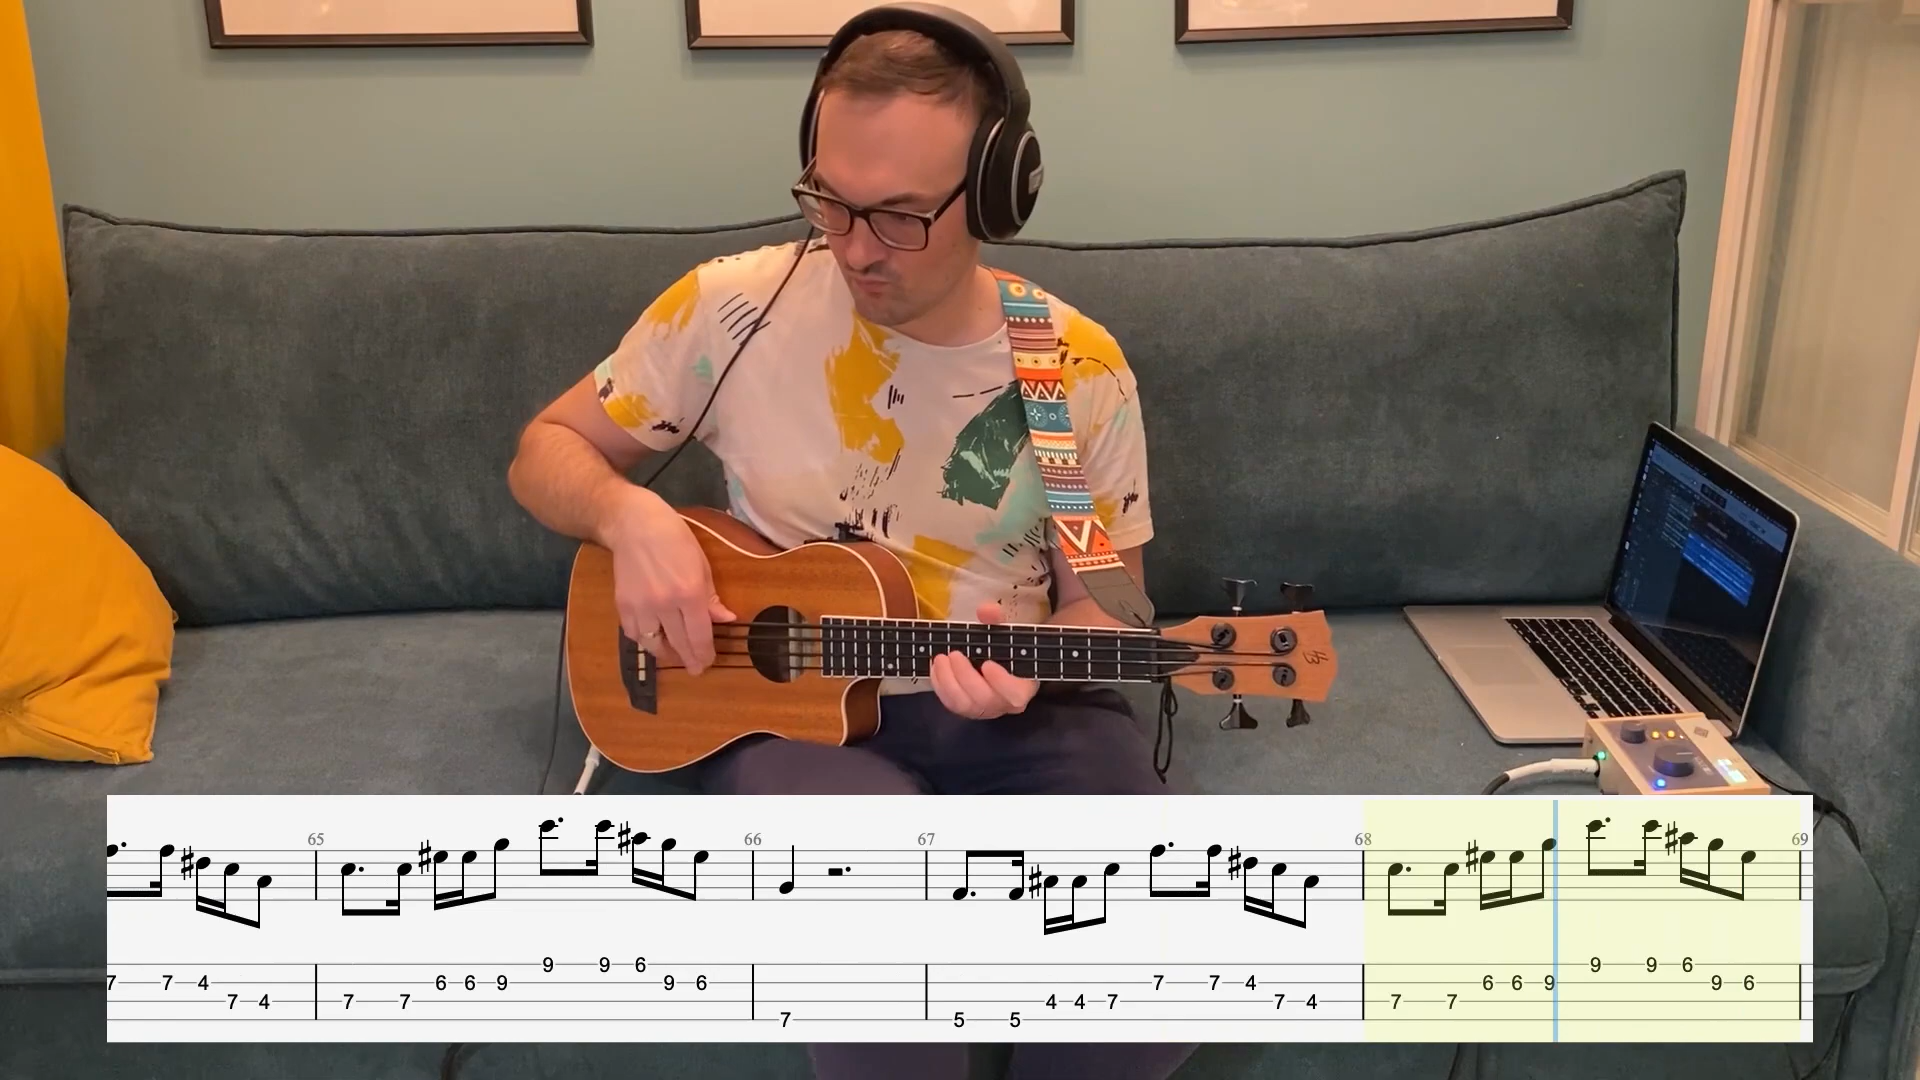 HB
65 66 67 68 69
9 9 6 9 9 6
7 7 4 6 6 9 9 6 7 7 4 6 6 9 9 6
7 4 7 7 4 4 7 7 4 7 7
7 5 5